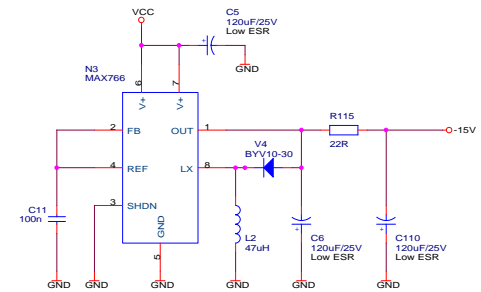 VCC
C5
120uF/25V
Low ESR
GND
N3
MAX766
6
7
V+
V+
2
FB
OUT
1
R115
22R
-15V
V4
BYV10-30
4
REF
LX
8
3
SHDN
GND
5
C11
100n
L2
47uH
C6
120uF/25V
Low ESR
C110
120uF/25V
Low ESR
+
+
+
GND
GND
GND
GND
GND
GND